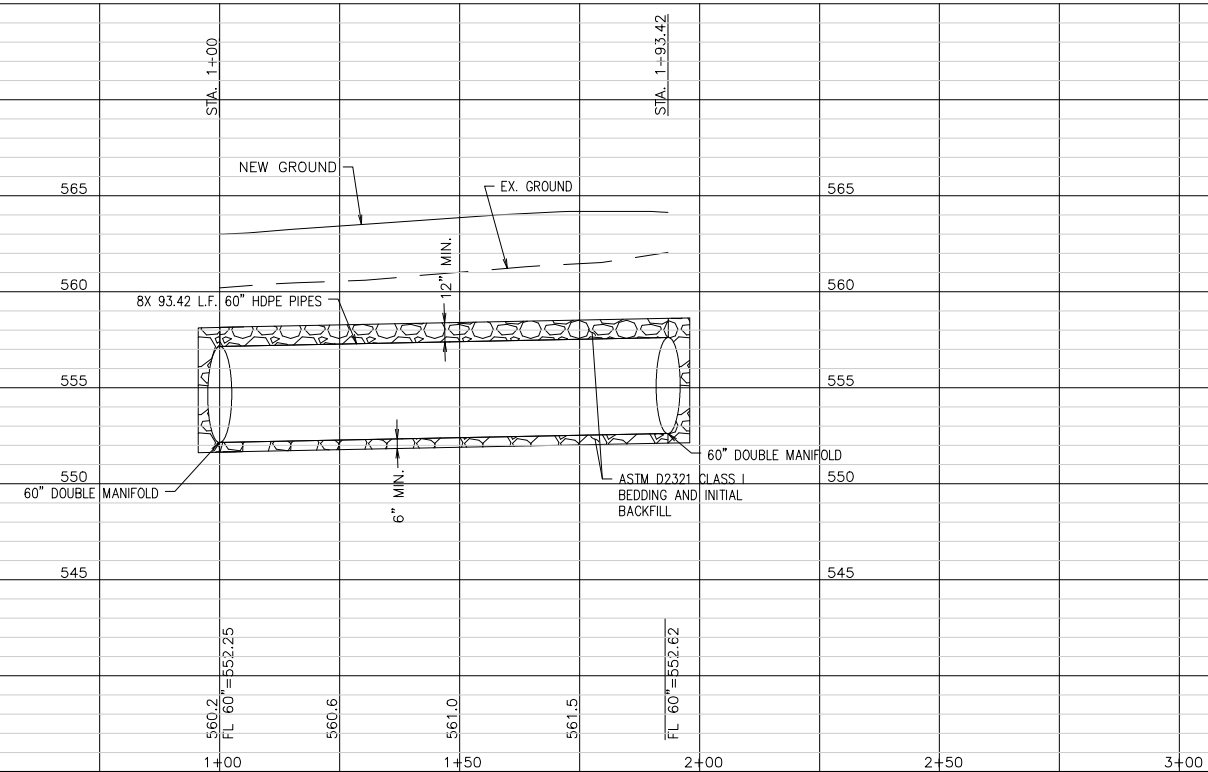 STA. 1+00
STA. 1+93.42
NEW GROUND
EX. GROUND
565
565
12" MIN.
560
560
8X 93.42 L.F. 60" HDPE PIPES
555
555
60" DOUBLE MANIFOLD
550
550
60" DOUBLE MANIFOLD
6" MIN.
ASTM D2321 CLASS I
BEDDING AND INITIAL
BACKFILL
545
545
560.2
FL 60"=552.25
560.6
561.0
561.5
FL 60"=552.62
1+00
1+50
2+00
2+50
3+00